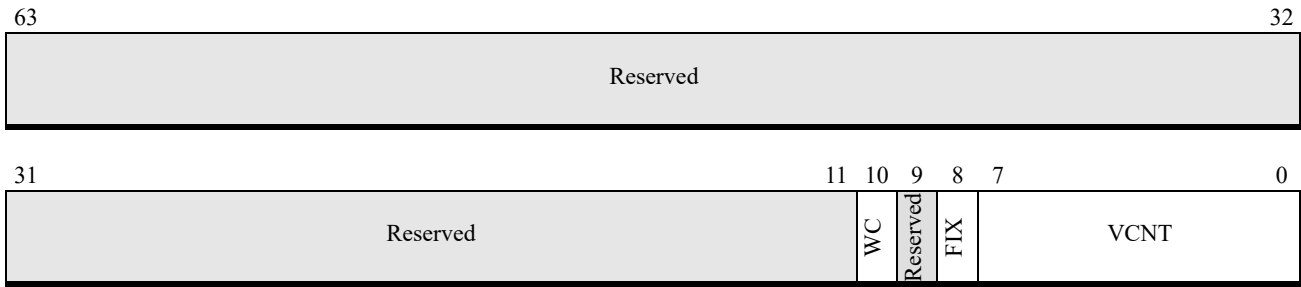 63 32
Reserved
31 11 10 9 8 7 0
Reserved WC Reserved FIX VCNT